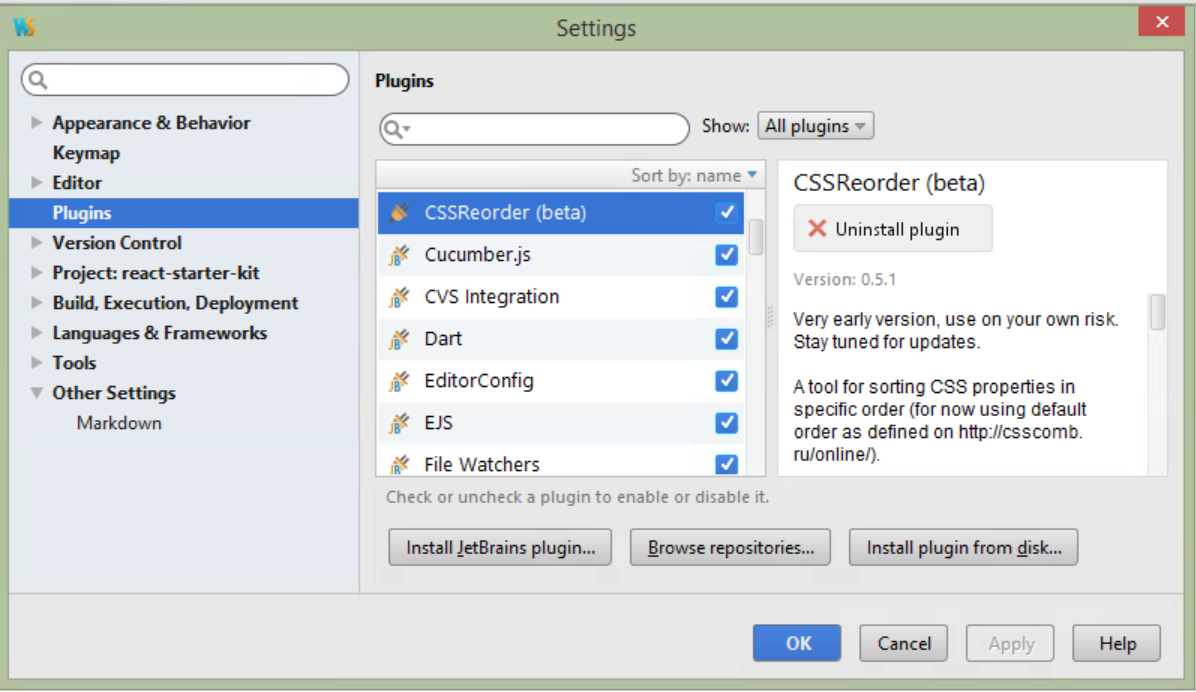 WS
Settings
Appearance & Behavior
Keymap
Editor
Plugins
Version Control
Project: react-starter-kit
Build, Execution, Deployment
Languages & Frameworks
Tools
Other Settings
Markdown
Plugins
Show: All plugins
Sort by: name
CSSReorder (beta)
Cucumber.js
CVS Integration
Dart
EditorConfig
EJS
File Watchers
CSSReorder (beta)
Uninstall plugin
Version: 0.5.1
Very early version, use on your own risk.
Stay tuned for updates.
A tool for sorting CSS properties in
specific order (for now using default
order as defined on http://csscomb.
ru/online/).
Check or uncheck a plugin to enable or disable it.
Install JetBrains plugin... Browse repositories... Install plugin from disk...
OK Cancel Apply Help